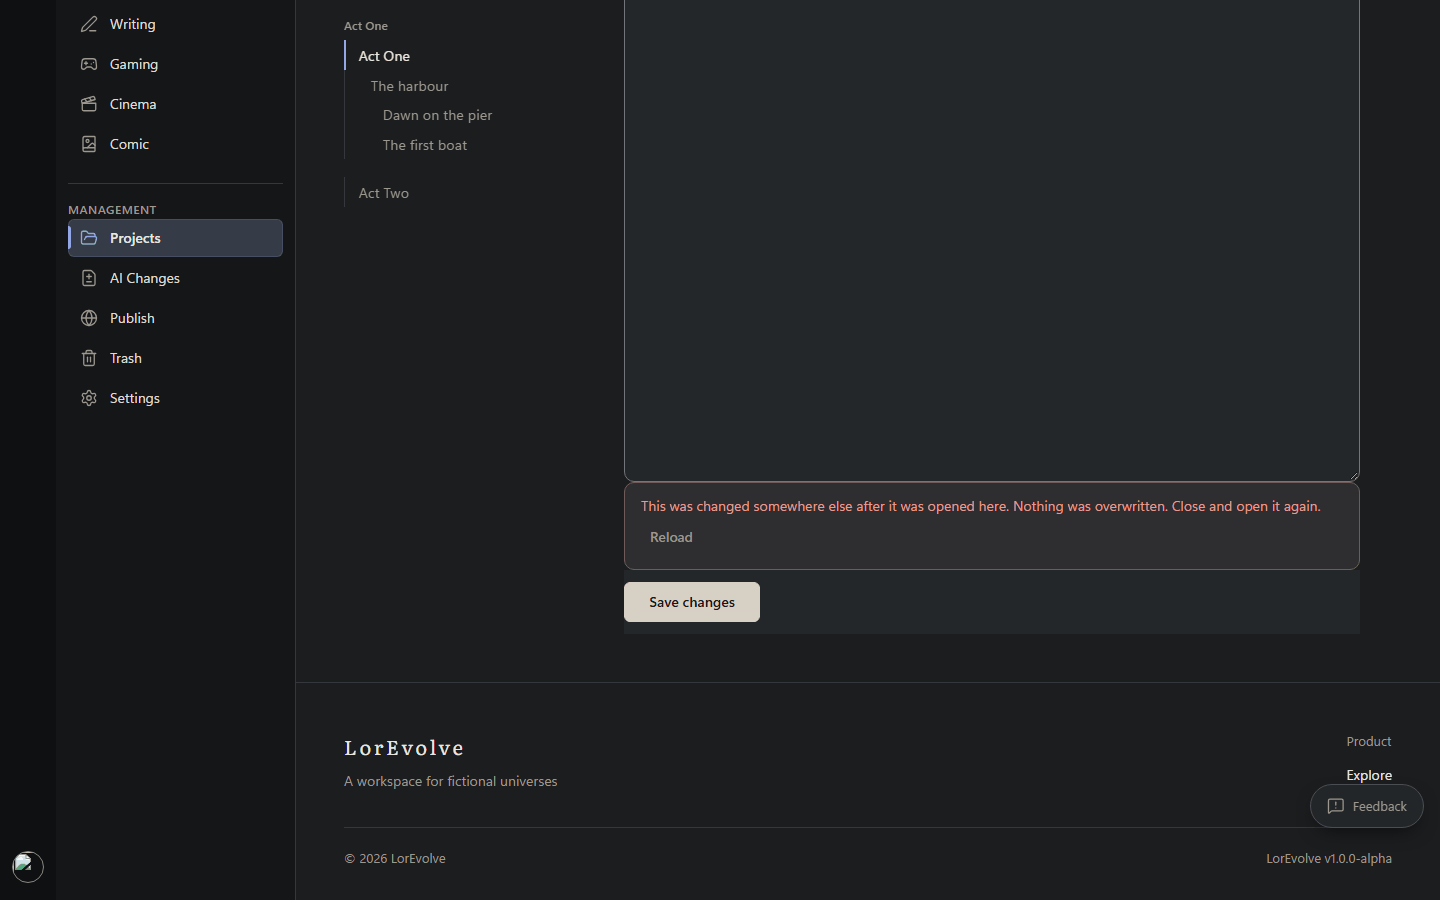 Writing
Gaming
Cinema
Comic
MANAGEMENT
Projects
AI Changes
Publish
Trash
Settings
Act One
Act One
The harbour
Dawn on the pier
The first boat
Act Two
This was changed somewhere else after it was opened here. Nothing was overwritten. Close and open it again.
Reload
Save changes
LorEvolve
A workspace for fictional universes
Product
Explore
Feedback
© 2026 LorEvolve
LorEvolve v1.0.0-alpha